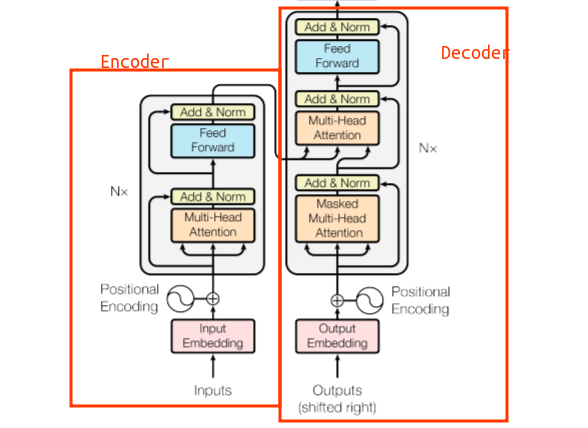 Encoder
Decoder
Add & Norm
Feed
Forward
Add & Norm
Multi-Head
Attention
Nx
Positional
Encoding
Input
Embedding
Inputs
Add & Norm
Feed
Forward
Add & Norm
Multi-Head
Attention
Nx
Add & Norm
Masked
Multi-Head
Attention
Positional
Encoding
Output
Embedding
Outputs
(shifted right)